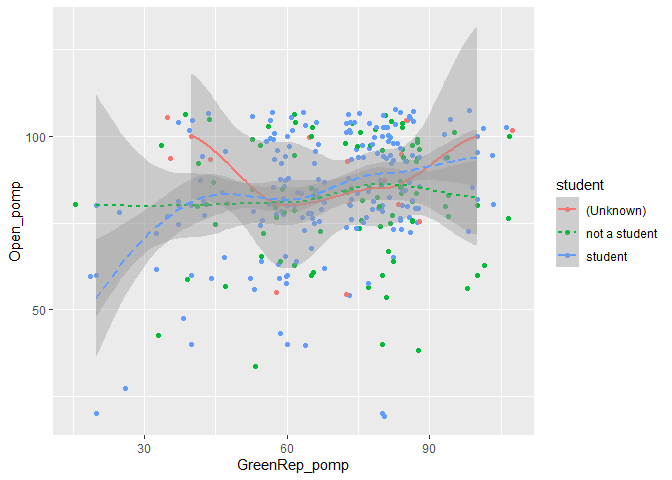 100
50
Open_pomp
30
60
90
GreenRep_pomp
student
(Unknown)
not a student
student